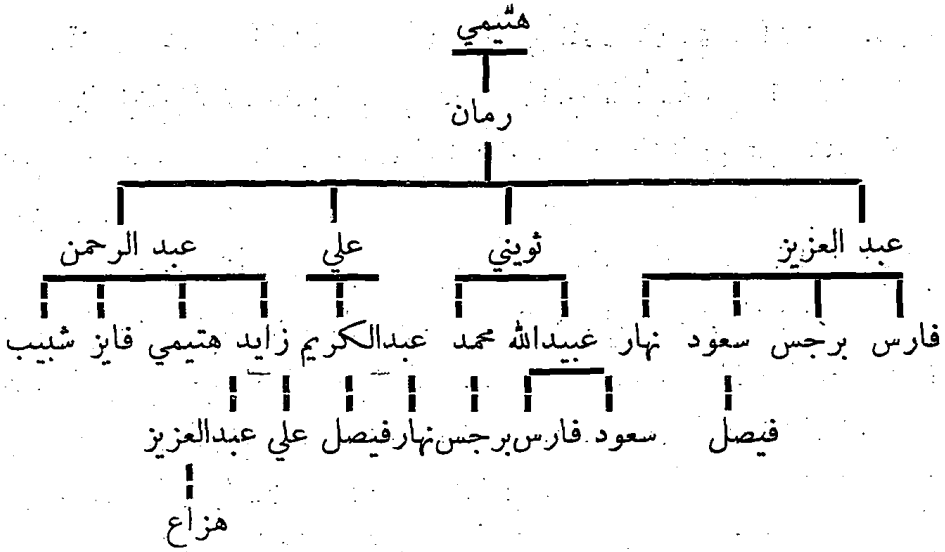 هتيمي
رمان
عبد العزيز ثويني علي عبد الرحمن
فارس برجس سعود نهار عبيدالله محمد عبدالكريم زايد هتيمي فايز شبيب
فيصل سعود فارس برجس نهار فيصل علي عبدالعزيز
هزاع